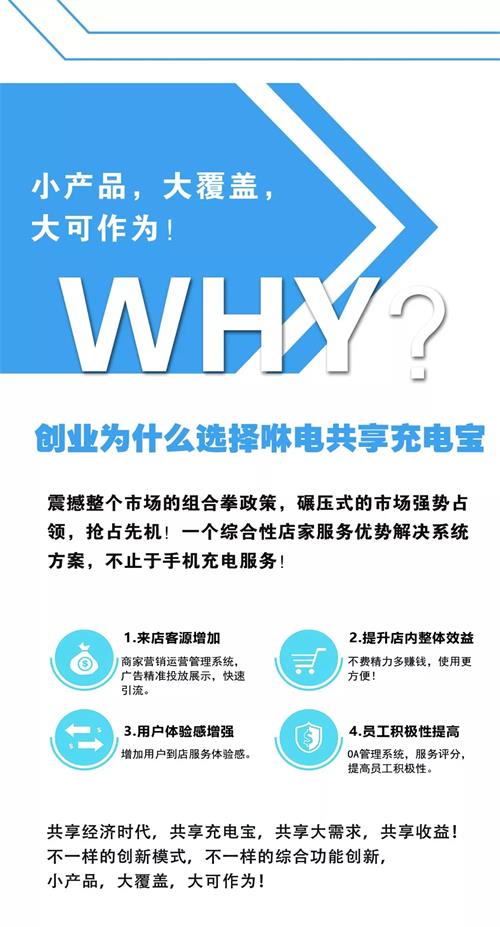 小产品，大覆盖，
大可作为！
WHY?
创业为什么选择咻电共享充电宝
震撼整个市场的组合拳政策，碾压式的市场强势占
领，抢占先机！一个综合性店家服务优势解决系统
方案，不止于手机充电服务！
1.来店客源增加
商家营销运营管理系统，
广告精准投放展示，快速
引流。
2.提升店内整体效益
不费精力多赚钱，使用更
方便！
3.用户体验感增强
增加用户到店服务体验感。
4.员工积极性提高
OA管理系统，服务评分，
提高员工积极性。
共享经济时代，共享充电宝，共享大需求，共享收益！
不一样的创新模式，不一样的综合功能创新，
小产品，大覆盖，大可作为！